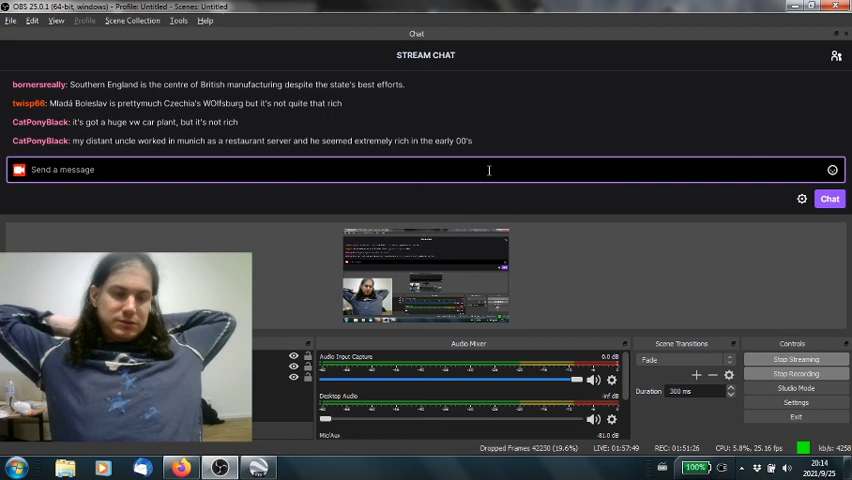 OBS 25.0.1 (64-bit, windows) - Profile: Untitled - Scenes: Untitled
File Edit View Profile Scene Collection Tools Help
Chat
STREAM CHAT
bornersreally: Southern England is the centre of British manufacturing despite the state's best efforts.
twisp66: Mladá Boleslav is prettymuch Czechia's WOlfsburg but it's not quite that rich
CatPonyBlack: it's got a huge vw car plant, but it's not rich
CatPonyBlack: my distant uncle worked in munich as a restaurant server and he seemed extremely rich in the early 00's
Send a message
Chat
Audio Mixer
Scene Transitions
Controls
Audio Input Capture 0.0 dB
Fade
Stop Streaming
Stop Recording
Studio Mode
Desktop Audio -inf dB
Duration 300 ms
Settings
Exit
Mic/Aux -81.0 dB
Dropped Frames 42230 (19.6%) LIVE: 01:57:49 REC: 01:51:26 CPU: 5.8%, 25.16 fps kb/s: 4258
100%
20:14
2021/9/25